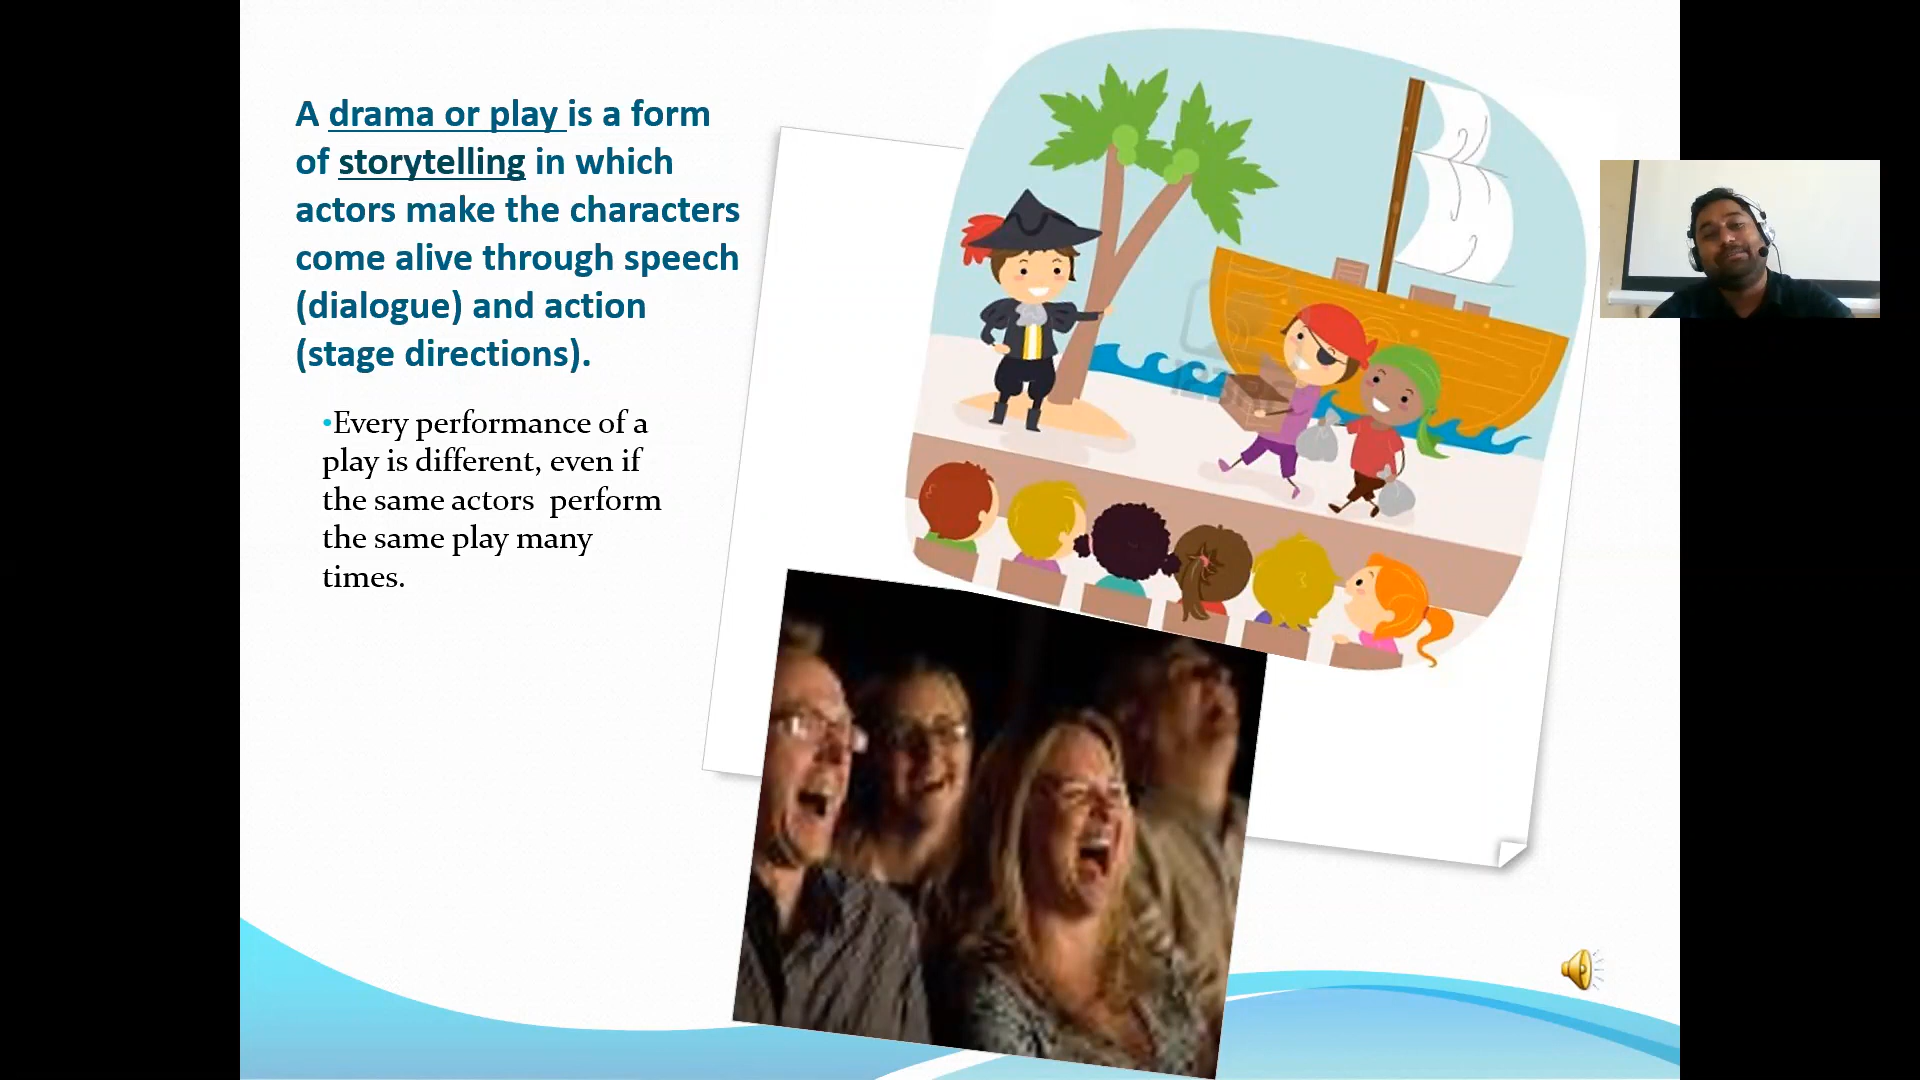 A drama or play is a form
of storytelling in which
actors make the characters
come alive through speech
(dialogue) and action
(stage directions).
•Every performance of a
play is different, even if
the same actors  perform
the same play many
times.